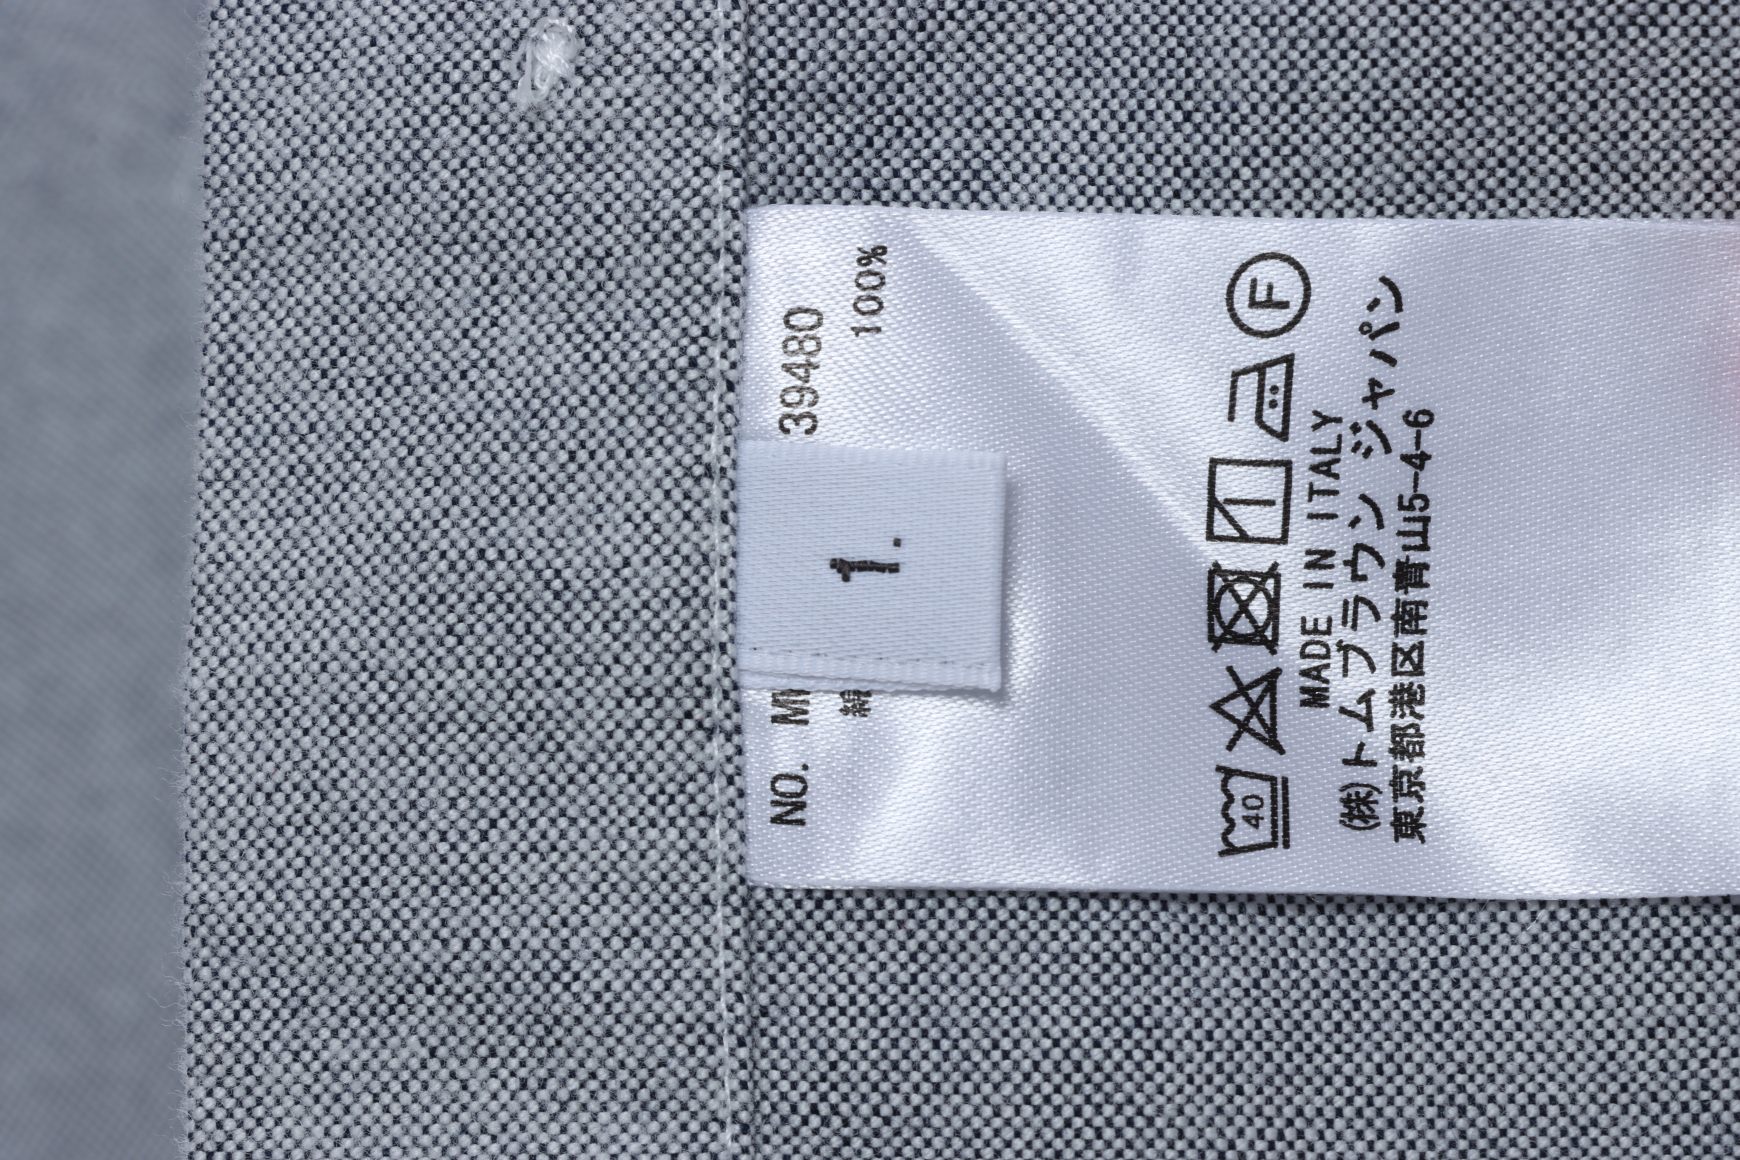 NO. M 39480
綿 100%
1.
40 F
MADE IN ITALY
㈱トムブラウン ジャパン
東京都港区南青山5-4-6